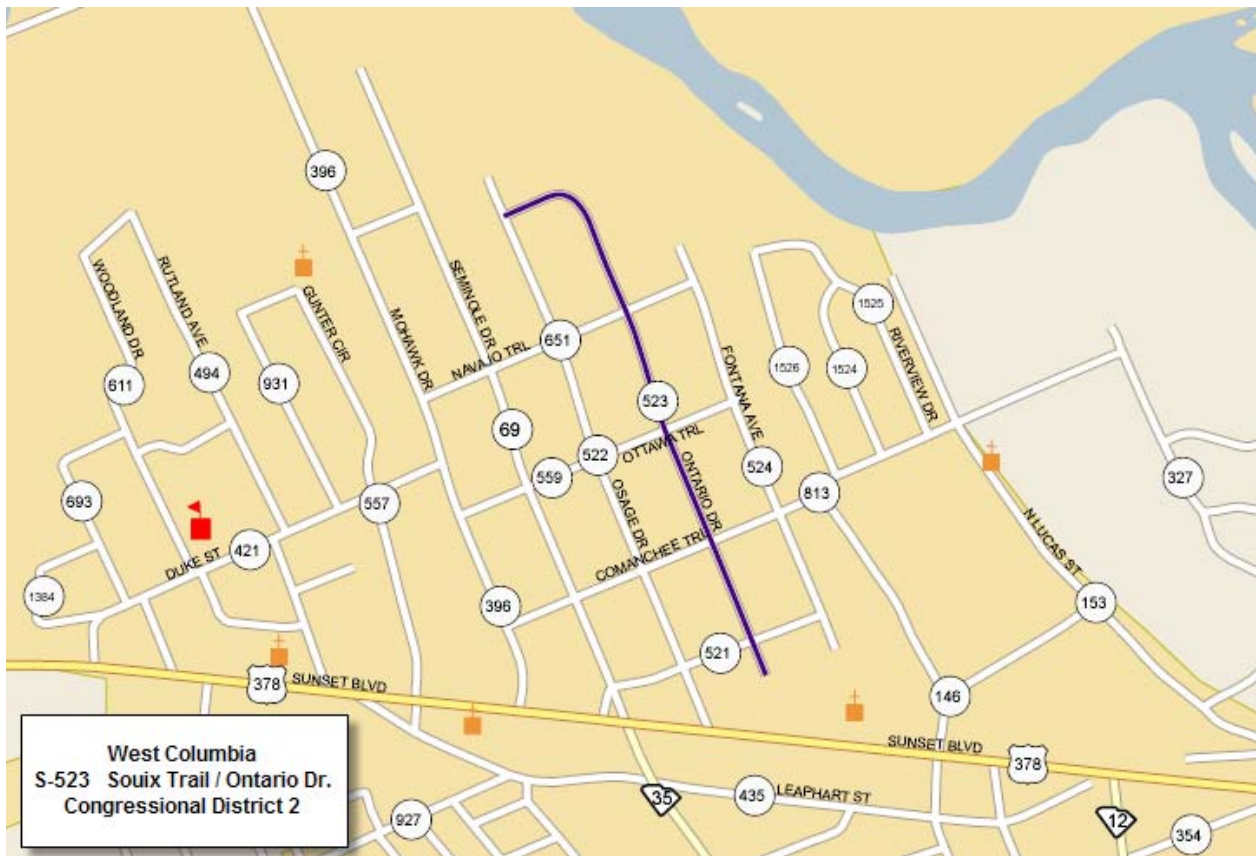 396
WOODLAND DR
RUTLAND AVE
GUNTER CIR
MOHAWK DR
SEMINOLE DR
NAVAJO TRL
651
1525
RIVERVIEW DR
611
494
931
1526
1524
FONTANA AVE
523
69
OTTAWA TRL
522
559
524
ONTARIO DR
813
327
693
557
OSAGE DR
N LUCAS ST
DUKE ST
421
COMANCHEE TRL
1384
396
153
521
378
SUNSET BLVD
146
SUNSET BLVD
378
West Columbia
S-523 Souix Trail / Ontario Dr.
Congressional District 2
35
435
LEAPHART ST
927
12
354